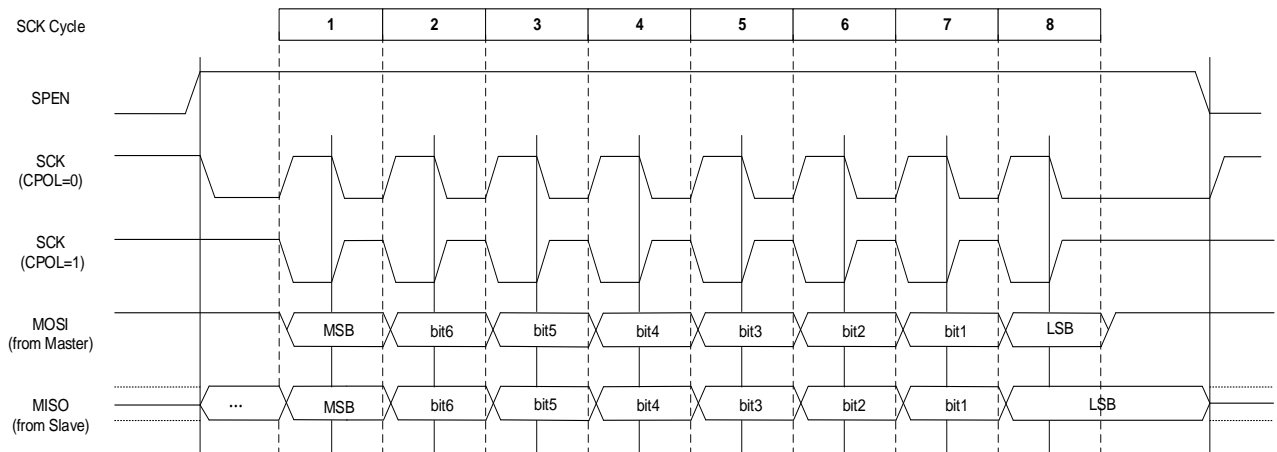 SCK Cycle 1 2 3 4 5 6 7 8
SPEN
SCK
(CPOL=0)
SCK
(CPOL=1)
MOSI
(from Master)
MSB bit6 bit5 bit4 bit3 bit2 bit1 LSB
MISO
(from Slave)
... MSB bit6 bit5 bit4 bit3 bit2 bit1 LSB